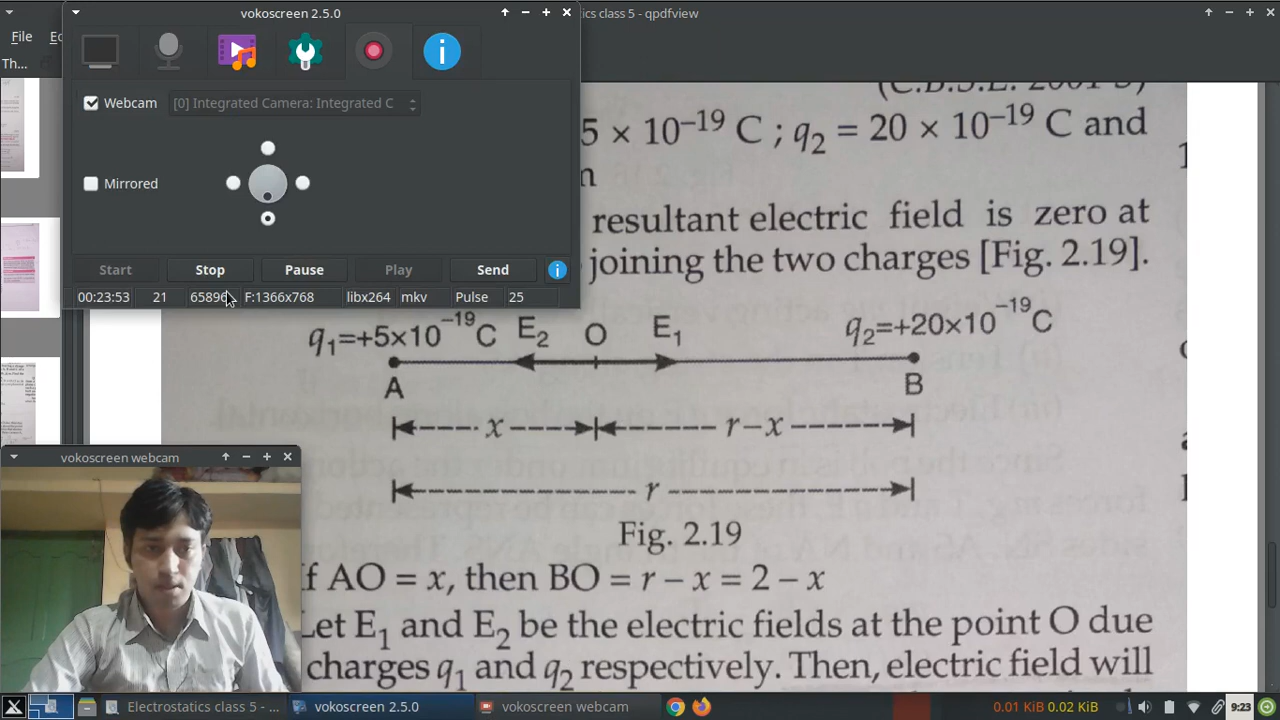 vokoscreen 2.5.0
ics class 5 - qpdfview
File
Th...
Webcam
[0] Integrated Camera: Integrated C
Mirrored
Start Stop Pause Play Send
00:23:53 21 65896 F:1366x768 libx264 mkv Pulse 25
(C.B.S.E. 2001 S)
5 × 10⁻¹⁹ C ; q₂ = 20 × 10⁻¹⁹ C and
resultant electric field is zero at
joining the two charges [Fig. 2.19].
q₁=+5×10⁻¹⁹C E₂ O E₁ q₂=+20×10⁻¹⁹C
A B
x r–x
r
Fig. 2.19
If AO = x, then BO = r – x = 2 – x
Let E₁ and E₂ be the electric fields at the point O due
charges q₁ and q₂ respectively. Then, electric field will
vokoscreen webcam
Electrostatics class 5 - ...
vokoscreen 2.5.0
vokoscreen webcam
0.01 KiB 0.02 KiB
9:23